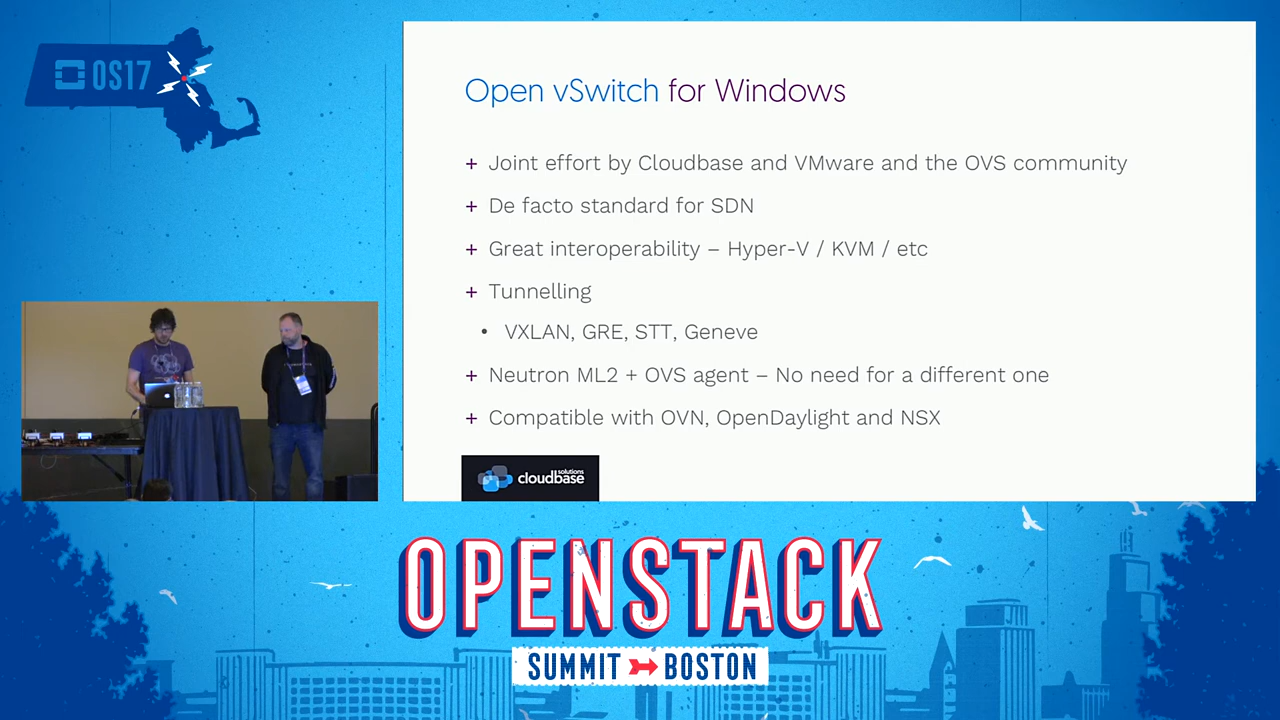 OS17
Open vSwitch for Windows
+ Joint effort by Cloudbase and VMware and the OVS community
+ De facto standard for SDN
+ Great interoperability – Hyper-V / KVM / etc
+ Tunnelling
• VXLAN, GRE, STT, Geneve
+ Neutron ML2 + OVS agent – No need for a different one
+ Compatible with OVN, OpenDaylight and NSX
cloudbase solutions
OPENSTACK
SUMMIT BOSTON